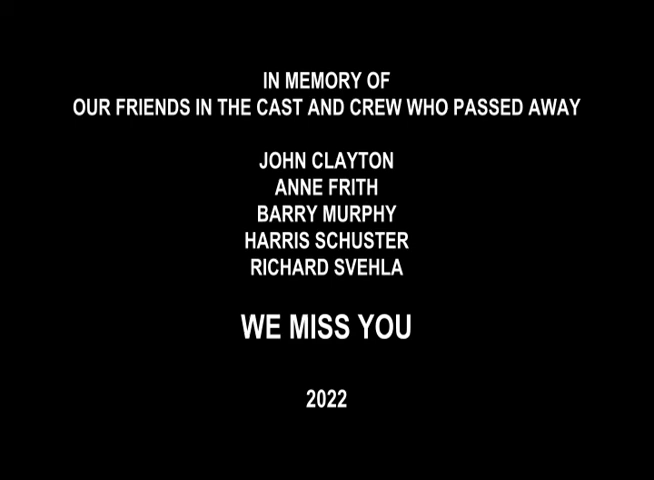 IN MEMORY OF
OUR FRIENDS IN THE CAST AND CREW WHO PASSED AWAY
JOHN CLAYTON
ANNE FRITH
BARRY MURPHY
HARRIS SCHUSTER
RICHARD SVEHLA
WE MISS YOU
2022